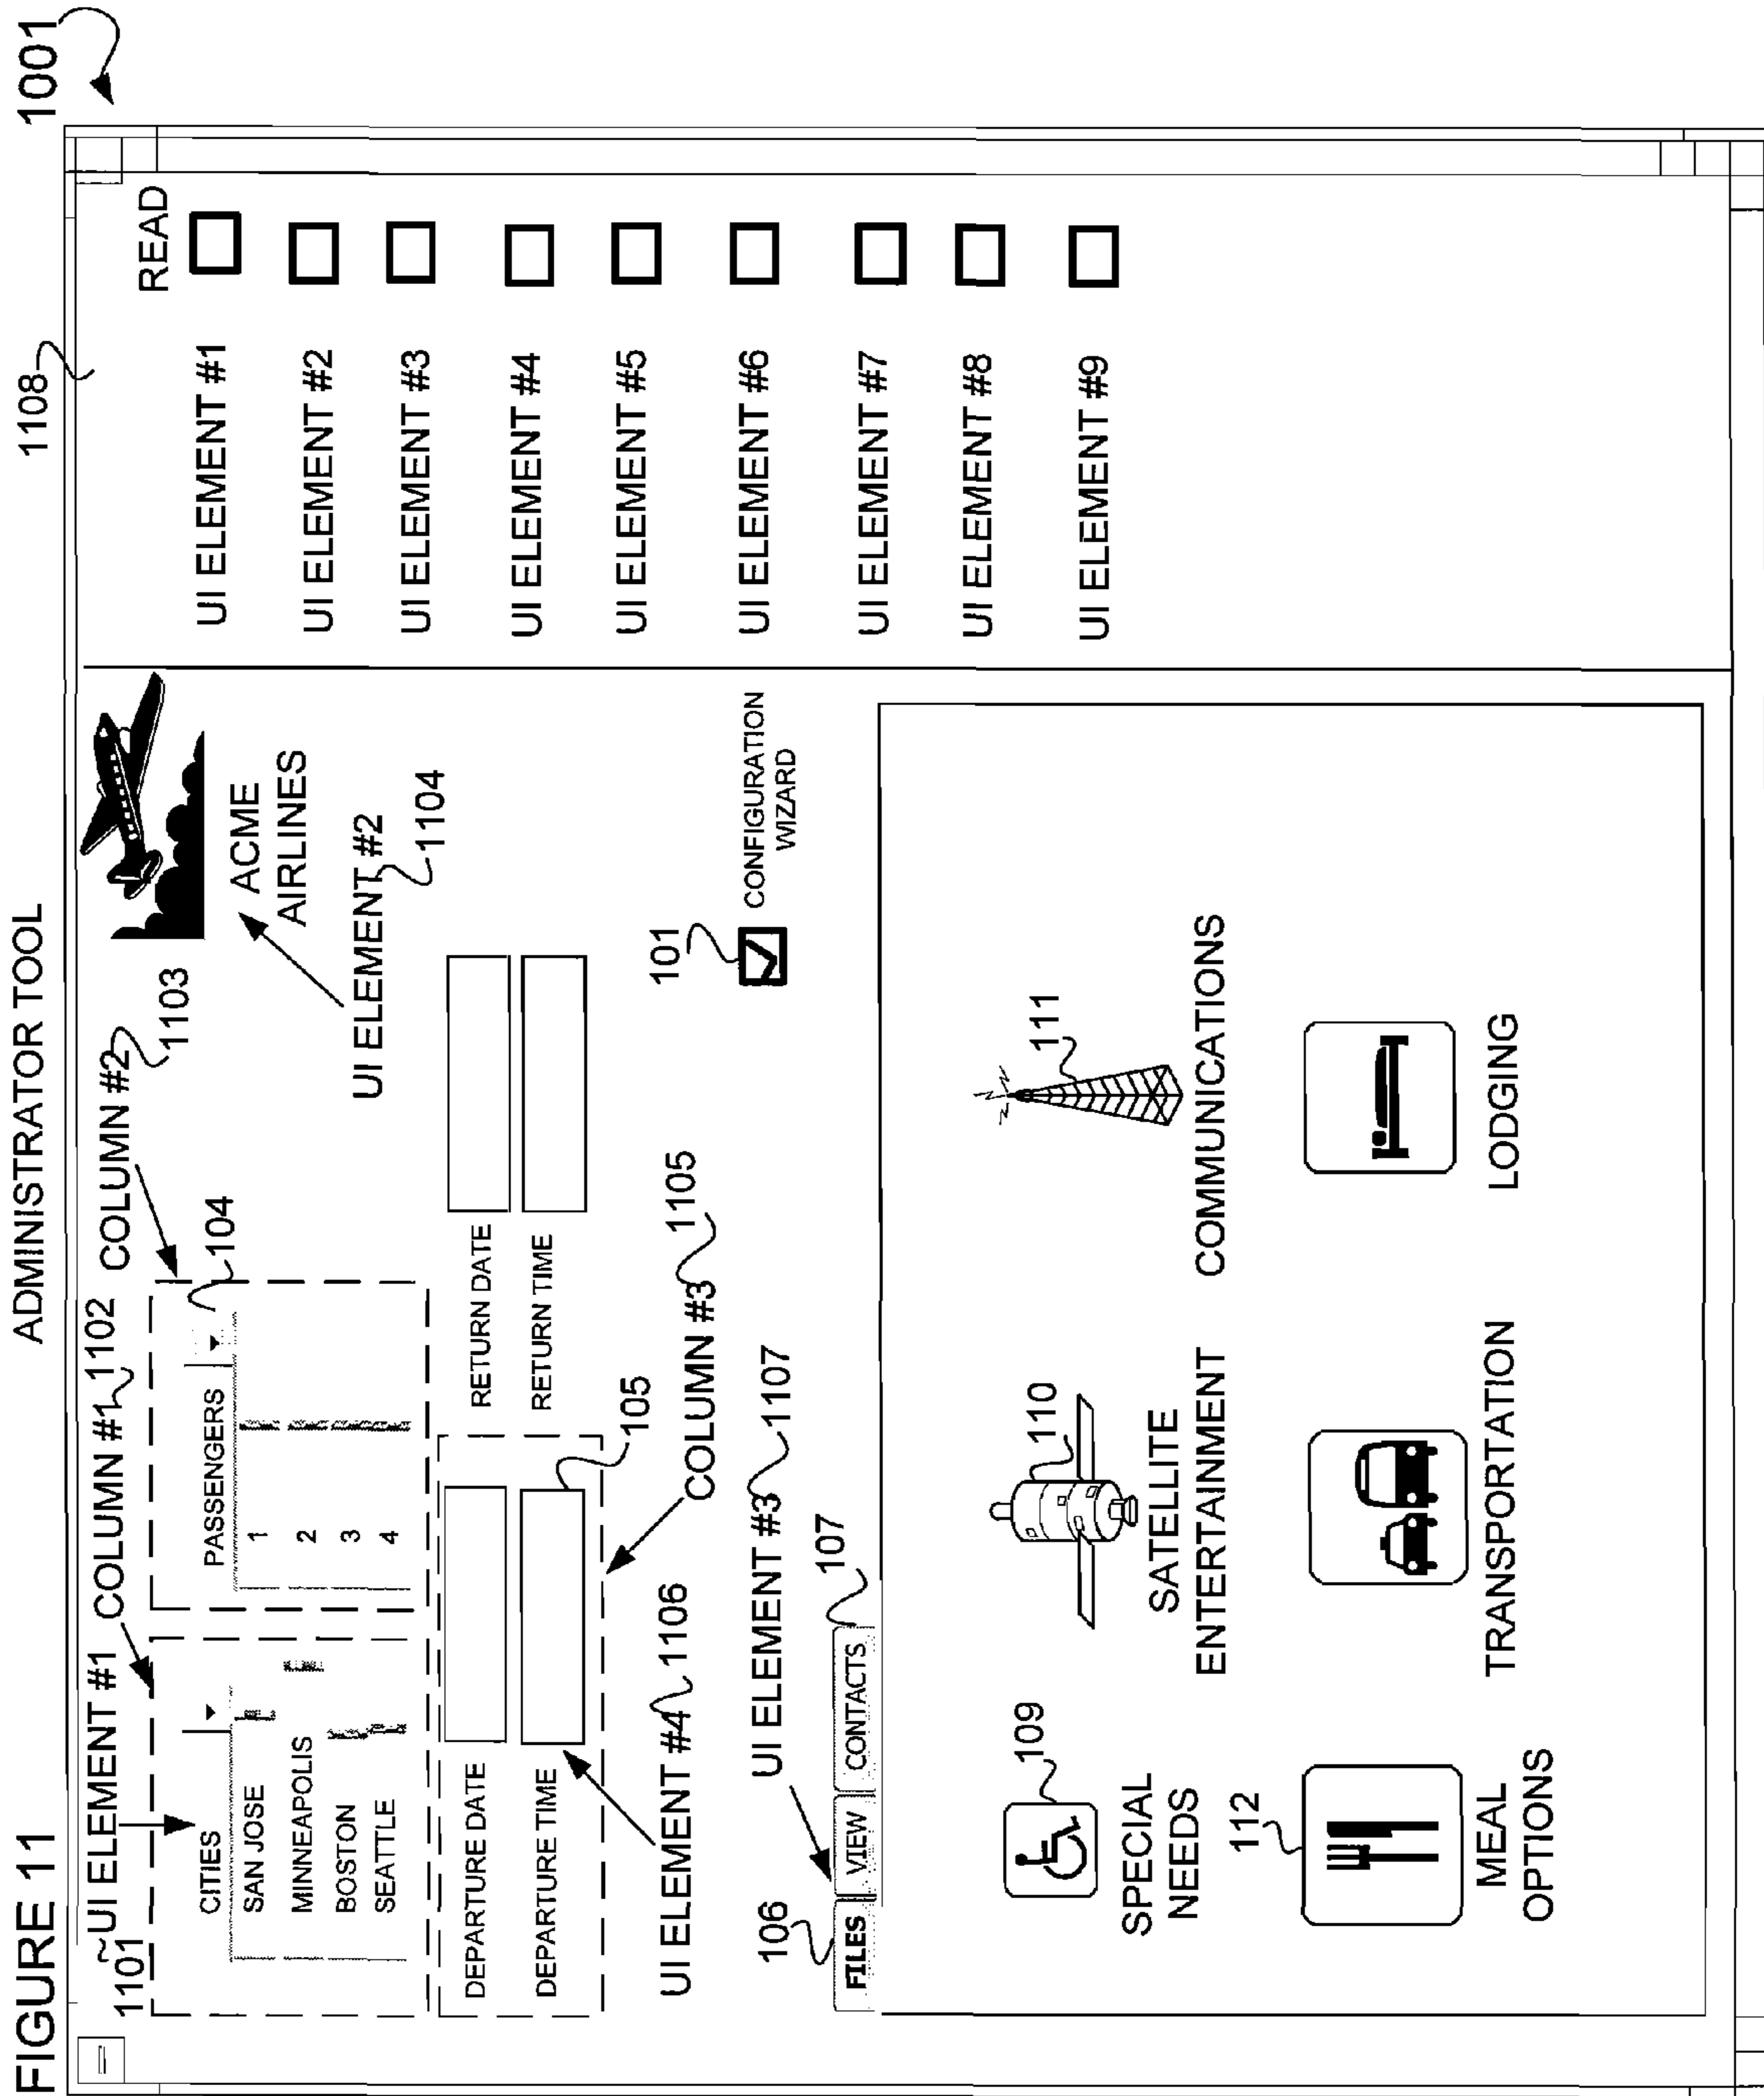 FIGURE 11
ADMINISTRATOR TOOL
1001
1108
1101
~UI ELEMENT #1
COLUMN #1
1102
COLUMN #2
1103
104
CITIES
SAN JOSE
MINNEAPOLIS
BOSTON
SEATTLE
PASSENGERS
1
2
3
4
ACME
AIRLINES
UI ELEMENT #2
1104
DEPARTURE DATE
DEPARTURE TIME
RETURN DATE
RETURN TIME
105
UI ELEMENT #4
1106
COLUMN #3
1105
101
CONFIGURATION
WIZARD
106
UI ELEMENT #3
1107
107
FILES
VIEW
CONTACTS
109
SPECIAL
NEEDS
110
SATELLITE
ENTERTAINMENT
111
COMMUNICATIONS
112
MEAL
OPTIONS
TRANSPORTATION
LODGING
READ
UI ELEMENT #1
UI ELEMENT #2
UI ELEMENT #3
UI ELEMENT #4
UI ELEMENT #5
UI ELEMENT #6
UI ELEMENT #7
UI ELEMENT #8
UI ELEMENT #9